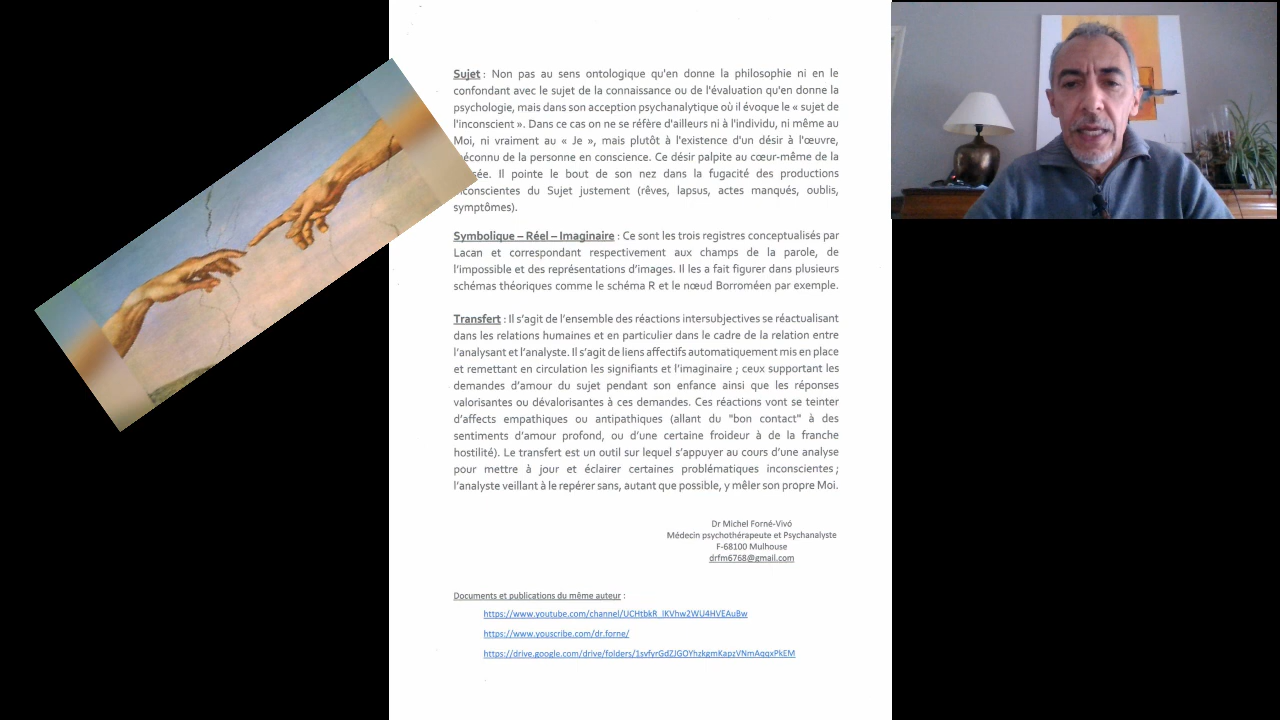 Sujet : Non pas au sens ontologique qu'en donne la philosophie ni en le
confondant avec le sujet de la connaissance ou de l'évaluation qu'en donne la
psychologie, mais dans son acception psychanalytique où il évoque le « sujet de
l'inconscient ». Dans ce cas on ne se réfère d'ailleurs ni à l'individu, ni même au
Moi, ni vraiment au « Je », mais plutôt à l'existence d'un désir à l'œuvre,
éconnu de la personne en conscience. Ce désir palpite au cœur-même de la
sée. Il pointe le bout de son nez dans la fugacité des productions
conscientes du Sujet justement (rêves, lapsus, actes manqués, oublis,
symptômes).
Symbolique – Réel – Imaginaire : Ce sont les trois registres conceptualisés par
Lacan et correspondant respectivement aux champs de la parole, de
l'impossible et des représentations d'images. Il les a fait figurer dans plusieurs
schémas théoriques comme le schéma R et le nœud Borroméen par exemple.
Transfert : Il s'agit de l'ensemble des réactions intersubjectives se réactualisant
dans les relations humaines et en particulier dans le cadre de la relation entre
l'analysant et l'analyste. Il s'agit de liens affectifs automatiquement mis en place
et remettant en circulation les signifiants et l'imaginaire ; ceux supportant les
demandes d'amour du sujet pendant son enfance ainsi que les réponses
valorisantes ou dévalorisantes à ces demandes. Ces réactions vont se teinter
d'affects empathiques ou antipathiques (allant du "bon contact" à des
sentiments d'amour profond, ou d'une certaine froideur à de la franche
hostilité). Le transfert est un outil sur lequel s'appuyer au cours d'une analyse
pour mettre à jour et éclairer certaines problématiques inconscientes ;
l'analyste veillant à le repérer sans, autant que possible, y mêler son propre Moi.
Dr Michel Forné-Vivó
Médecin psychothérapeute et Psychanalyste
F-68100 Mulhouse
drfm6768@gmail.com
Documents et publications du même auteur :
https://www.youtube.com/channel/UCHtbkR_IKVhw2WU4HVEAuBw
https://www.youscribe.com/dr.forne/
https://drive.google.com/drive/folders/1svfyrGdZJGOYhzkgmKapzVNmAqqxPkEM